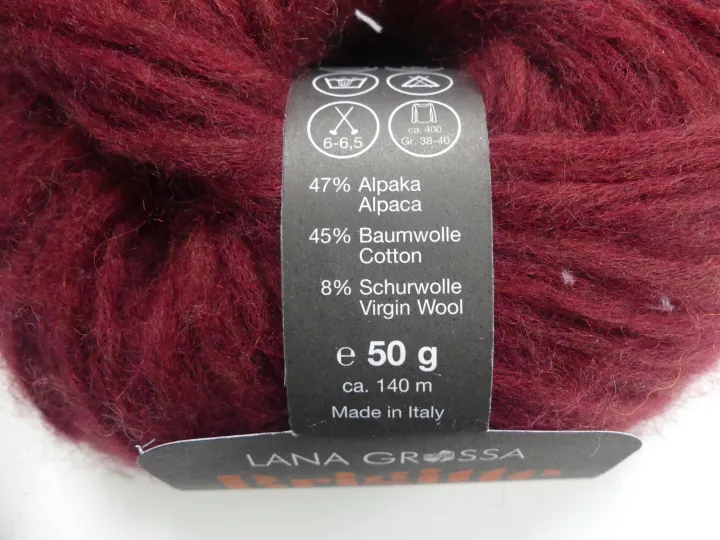 6-6,5
ca. 400
Gr. 38-40
47% Alpaka
Alpaca
45% Baumwolle
Cotton
8% Schurwolle
Virgin Wool
℮ 50 g
ca. 140 m
Made in Italy
LANA GROSSA